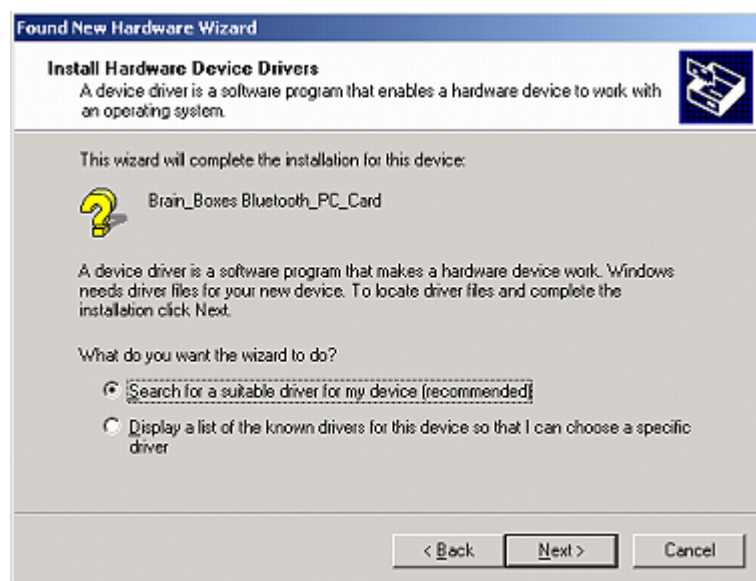 Found New Hardware Wizard
Install Hardware Device Drivers
A device driver is a software program that enables a hardware device to work with
an operating system.
This wizard will complete the installation for this device:
Brain_Boxes Bluetooth_PC_Card
A device driver is a software program that makes a hardware device work. Windows
needs driver files for your new device. To locate driver files and complete the
installation click Next.
What do you want the wizard to do?
Search for a suitable driver for my device (recommended)
Display a list of the known drivers for this device so that I can choose a specific
driver
< Back
Next >
Cancel